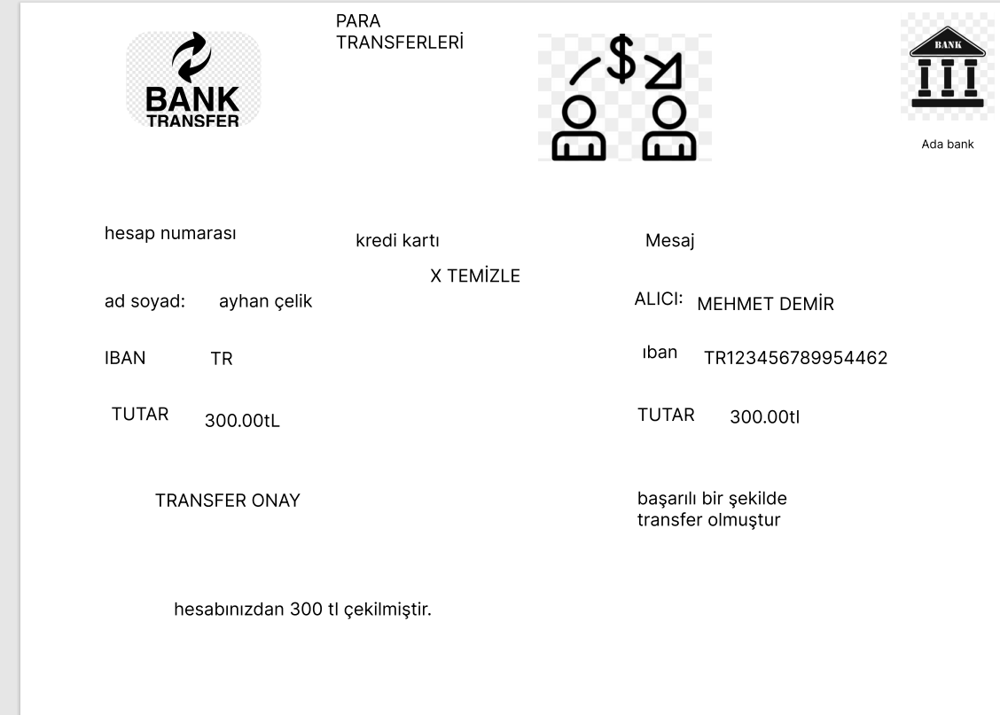 BANK
TRANSFER
PARA
TRANSFERLERİ
$
BANK
Ada bank
hesap numarası
kredi kartı
Mesaj
X TEMİZLE
ad soyad: ayhan çelik
ALICI: MEHMET DEMİR
IBAN TR
ıban TR123456789954462
TUTAR 300.00tL
TUTAR 300.00tl
TRANSFER ONAY
başarılı bir şekilde
transfer olmuştur
hesabınızdan 300 tl çekilmiştir.